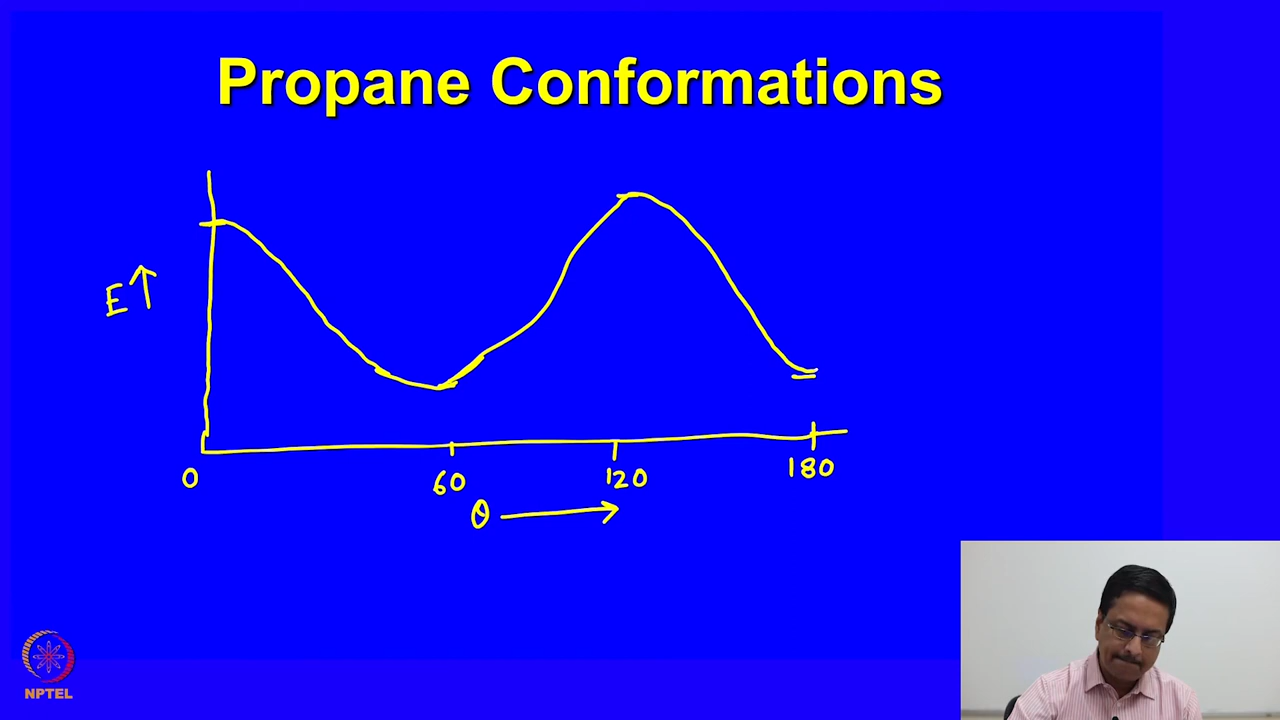 Propane Conformations
E↑
0 60 120 180
θ →
NPTEL